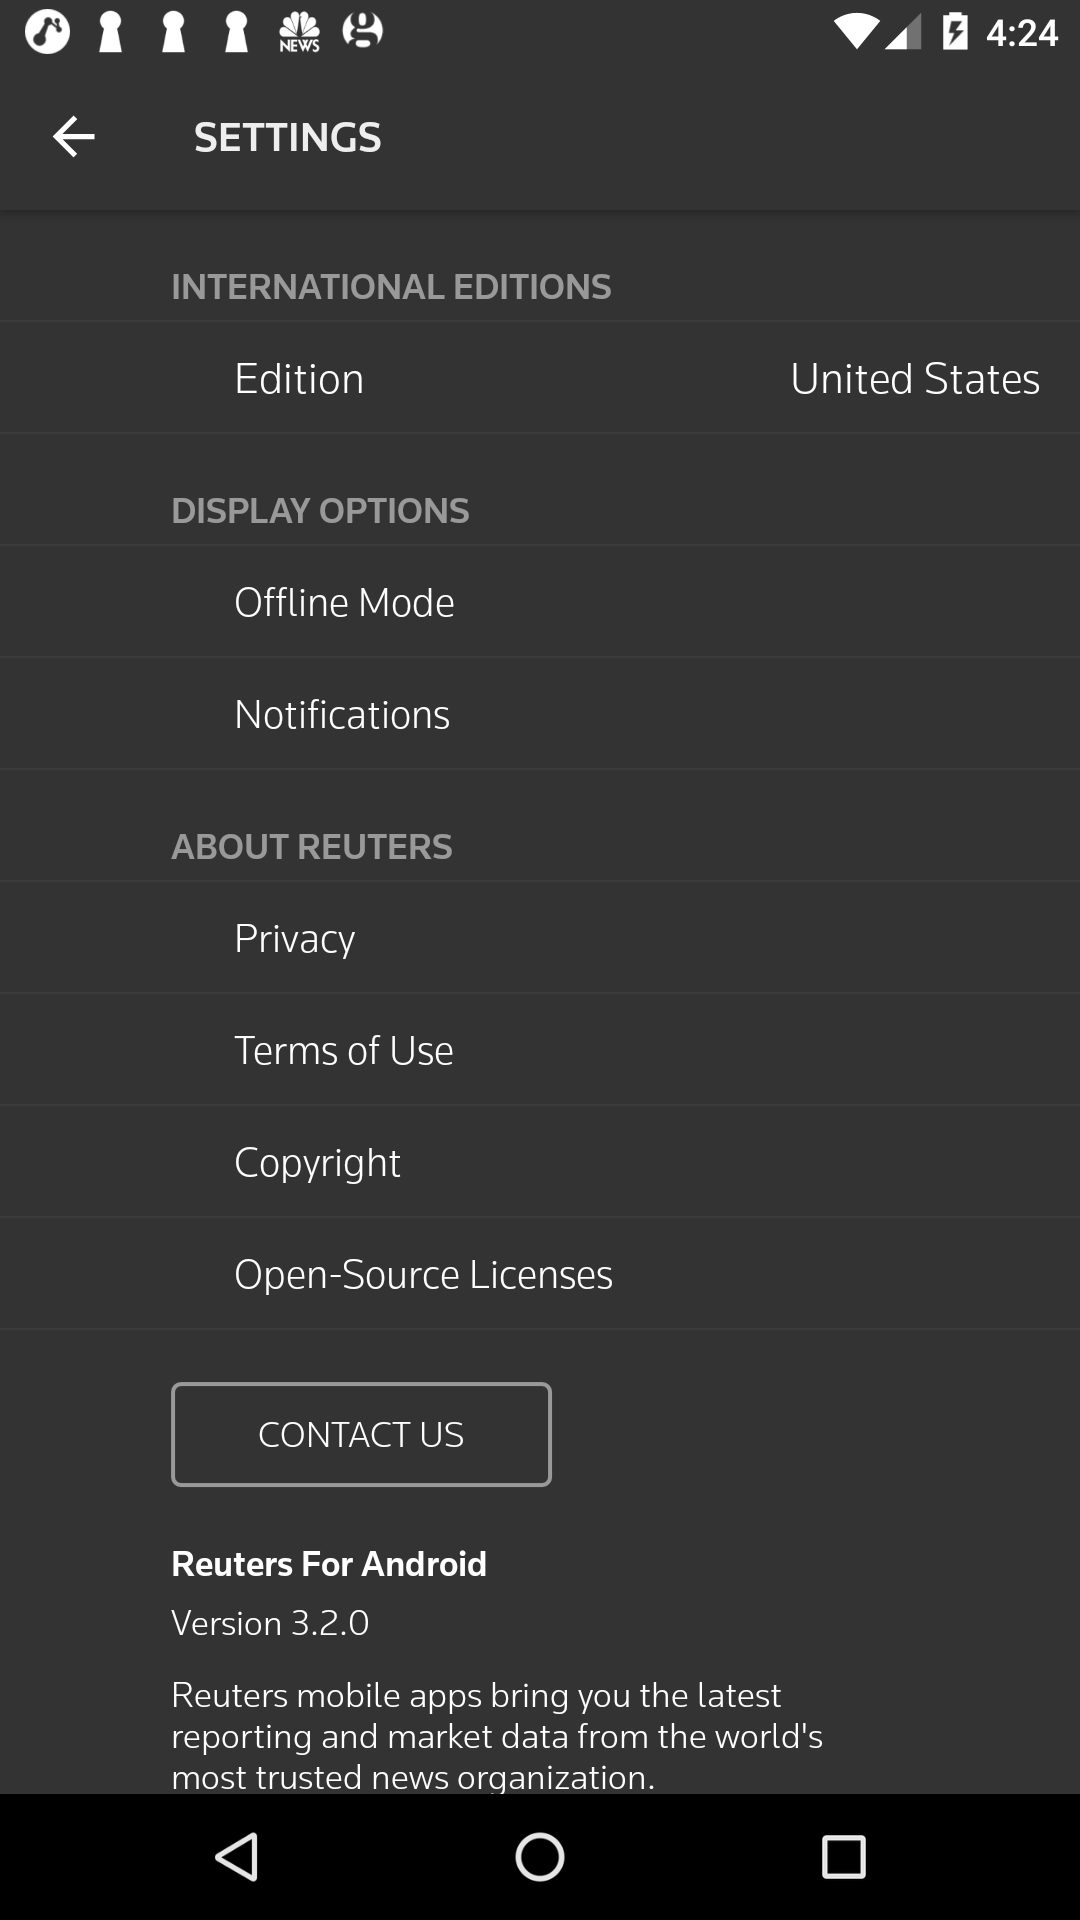 NEWS
4:24
SETTINGS
INTERNATIONAL EDITIONS
Edition United States
DISPLAY OPTIONS
Offline Mode
Notifications
ABOUT REUTERS
Privacy
Terms of Use
Copyright
Open-Source Licenses
CONTACT US
Reuters For Android
Version 3.2.0
Reuters mobile apps bring you the latest
reporting and market data from the world's
most trusted news organization.